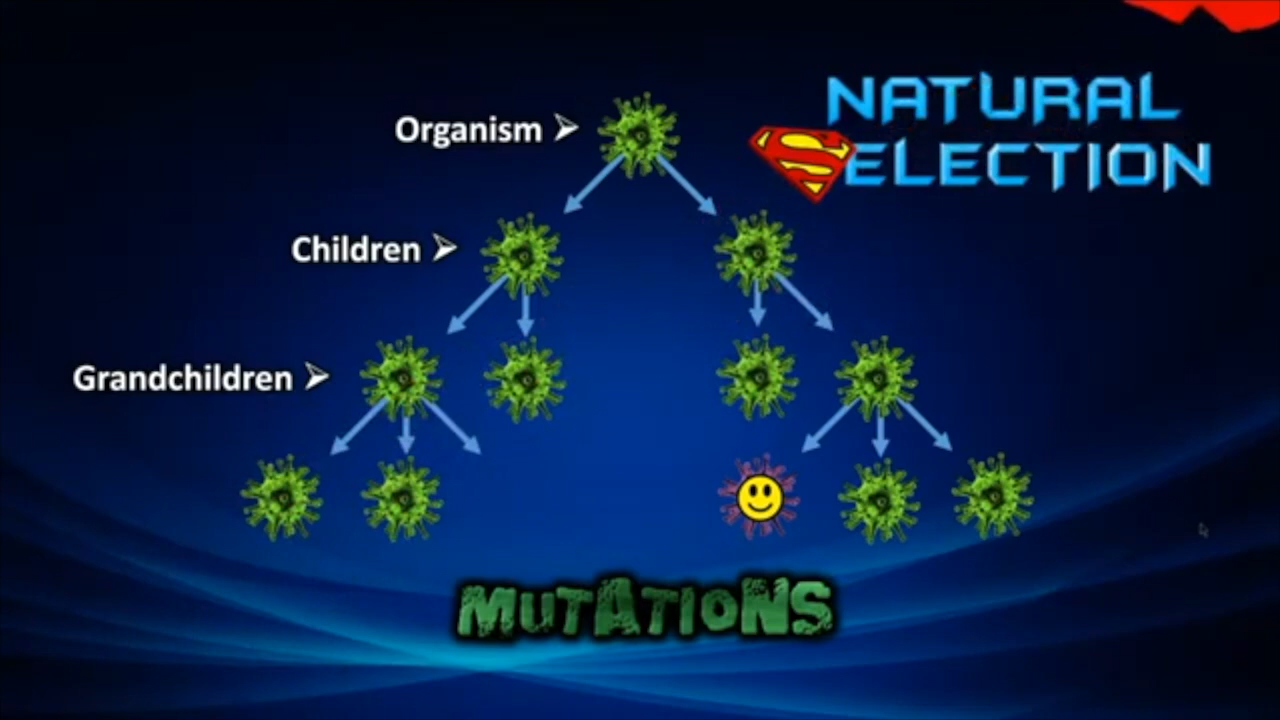 NATURAL
SELECTION
Organism
Children
Grandchildren
MUTATIONS